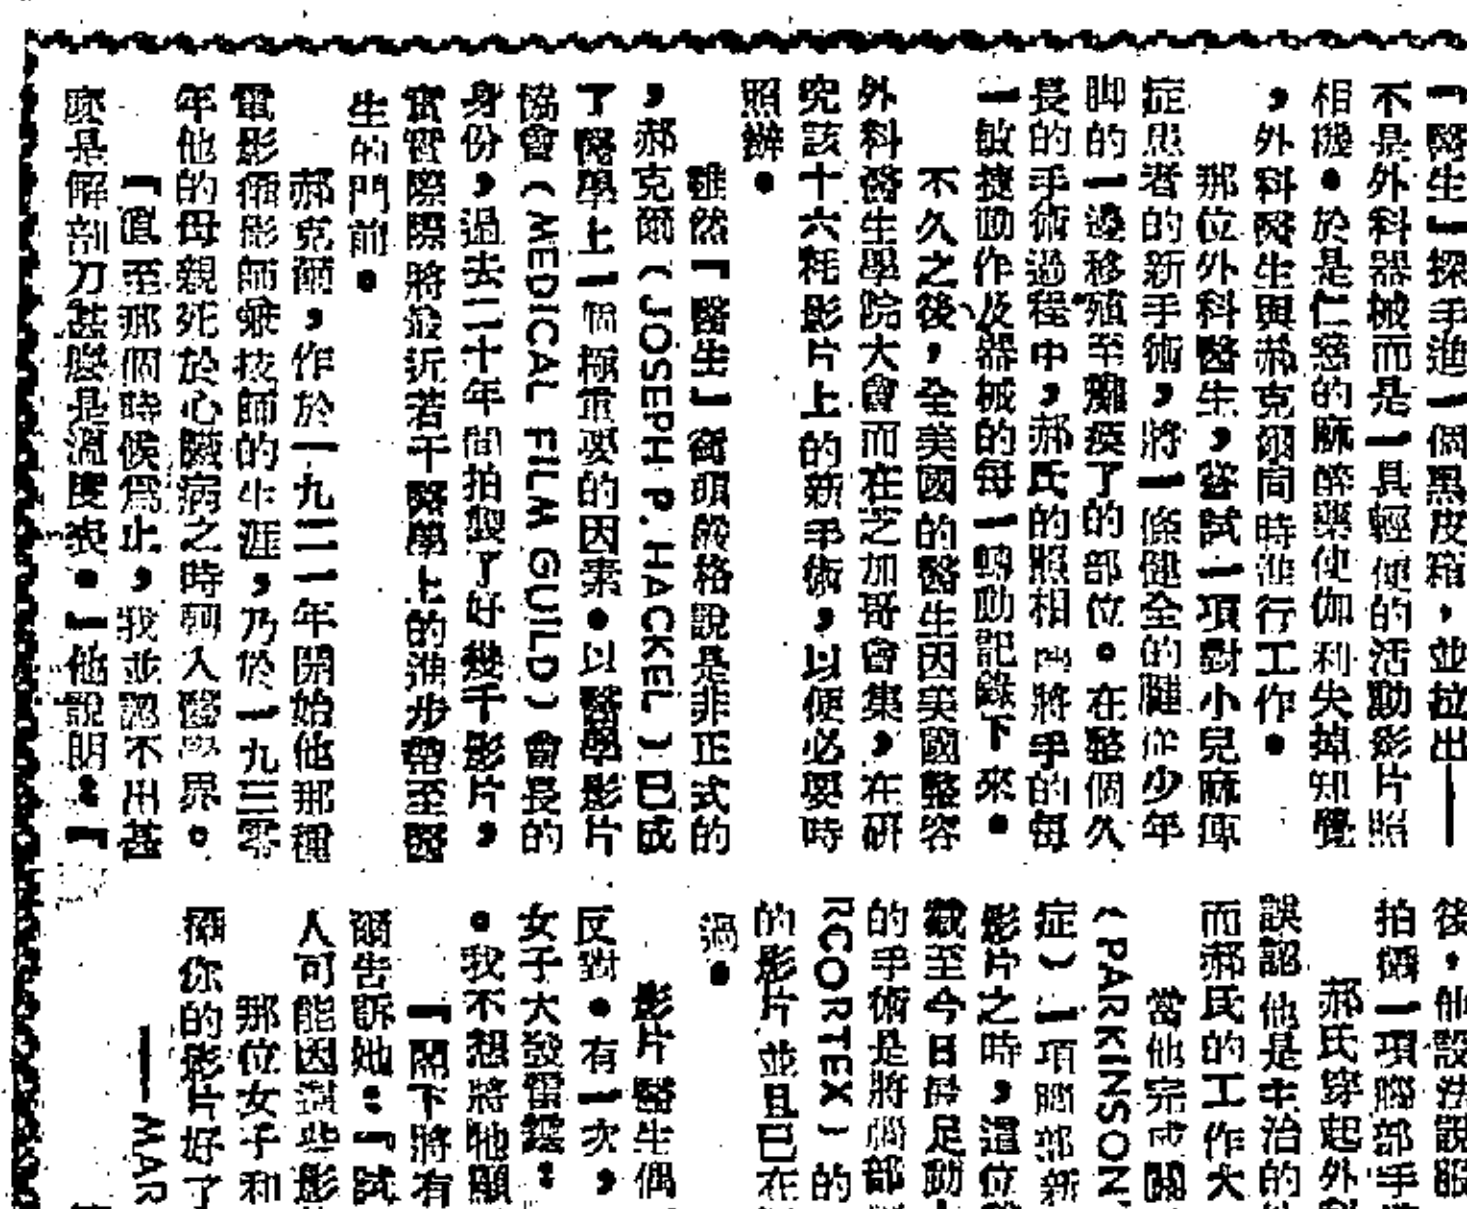 『醫生』探手進一個黑皮箱，並拉出——
不是外科器械而是一具輕便的活動影片照
相機。於是仁慈的麻醉藥使伽利失掉知覺
，外科醫生與郝克爾同時進行工作。
那位外科醫生，嘗試一項對小兒麻痺
症患者的新手術，將一條健全的腱從少年
脚的一邊移殖至癱瘓了的部位。在整個久
長的手術過程中，郝氏的照相機將手的每
一敏捷動作及器械的每一轉動記錄下來。
不久之後，全美國的醫生因美國整容
外科醫生學院大會而在芝加哥會集，在研
究該十六粍影片上的新手術，以便必要時
照辦。
雖然『醫生』銜頭嚴格說是非正式的
，郝克爾（JOSEPH P. HACKEL）已成
了醫學上一個極重要的因素。以醫學影片
協會（MEDICAL FILM GUILD）會長的
身份，過去二十年間拍製了好幾千影片，
實實際際將最近若干醫學上的進步帶至醫
生的門前。
郝克爾，作於一九二一年開始他那種
電影攝影師兼技師的生涯，乃於一九三零
年他的母親死於心臟病之時闖入醫學界。
『直至那個時候爲止，我並認不出甚
麽是解剖刀甚麽是溫度表。』他說明：『
後，他設法說服
拍攝一項腦部手
郝氏穿起外
誤認他是主治的
而郝氏的工作大
當他完成關
（PARKINSON'
症）一項腦部新
影片之時，這位
截至今日最足動
的手術是將腦部
RCORTEX）的
的影片並且已在
過。
影片醫生偶
反對。有一次，
女子大發雷霆：
。我不想將牠顯
『閣下將有
爾告訴她：『試
人可能因這些影
那位女子和
攝你的影片好了
——MAR